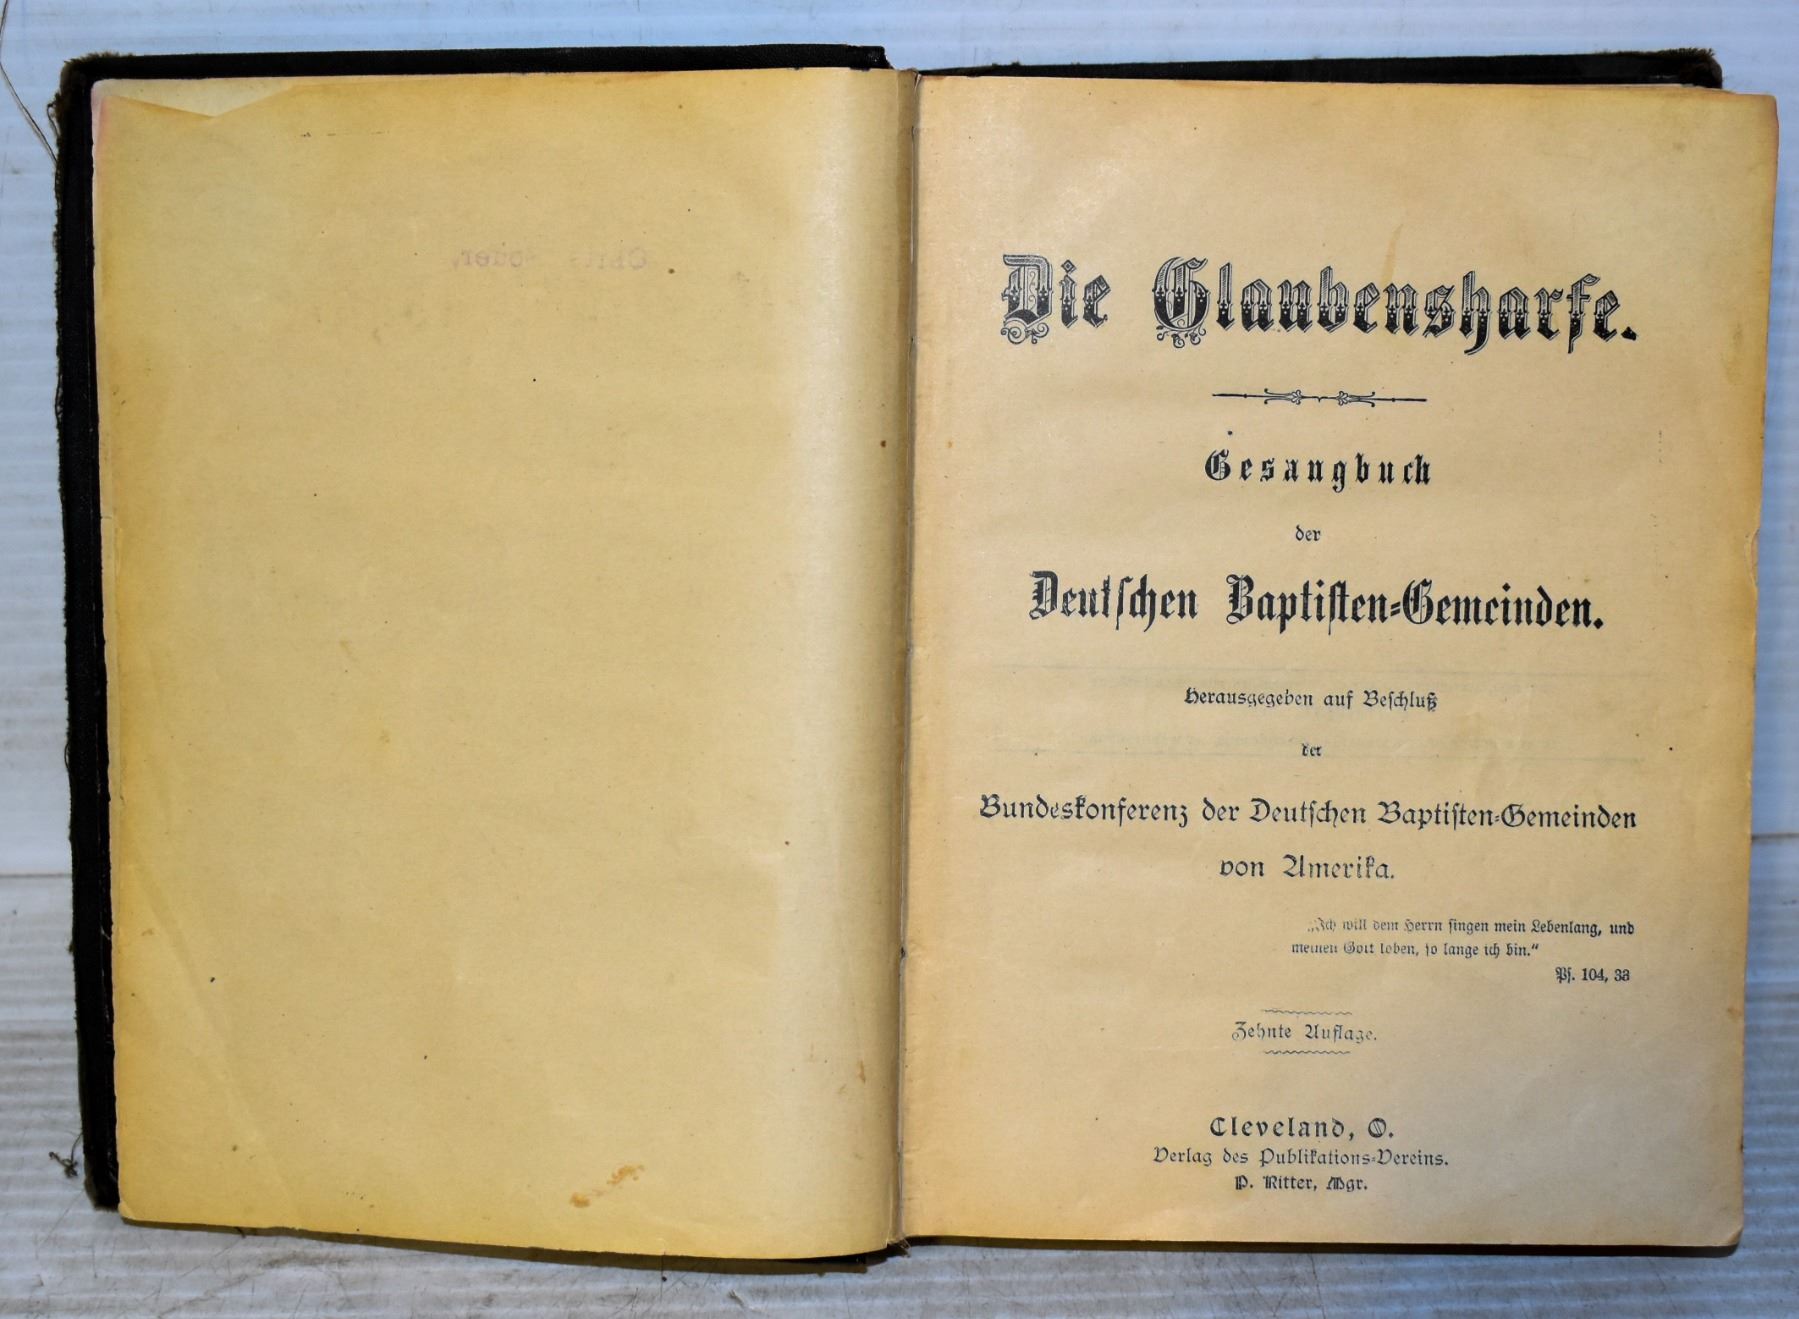 Die Glaubensharfe.
Gesangbuch
der
Deutschen Baptisten=Gemeinden.
Herausgegeben auf Beschluß
der
Bundeskonferenz der Deutschen Baptisten=Gemeinden
von Amerika.
„Ich will dem Herrn singen mein Lebenlang, und
meinen Gott loben, so lange ich bin.“
Ps. 104, 33
Zehnte Auflage.
Cleveland, O.
Verlag des Publikations=Vereins.
P. Ritter, Mgr.